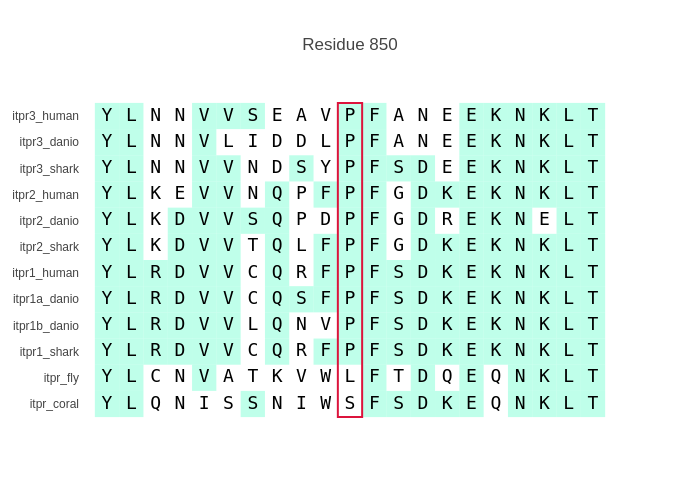 Residue 850
itpr3_human Y L N N V V S E A V P F A N E E K N K L T
itpr3_danio Y L N N V L I D D L P F A N E E K N K L T
itpr3_shark Y L N N V V N D S Y P F S D E E K N K L T
itpr2_human Y L K E V V N Q P F P F G D K E K N K L T
itpr2_danio Y L K D V V S Q P D P F G D R E K N E L T
itpr2_shark Y L K D V V T Q L F P F G D K E K N K L T
itpr1_human Y L R D V V C Q R F P F S D K E K N K L T
itpr1a_danio Y L R D V V C Q S F P F S D K E K N K L T
itpr1b_danio Y L R D V V L Q N V P F S D K E K N K L T
itpr1_shark Y L R D V V C Q R F P F S D K E K N K L T
itpr_fly Y L C N V A T K V W L F T D Q E Q N K L T
itpr_coral Y L Q N I S S N I W S F S D K E Q N K L T